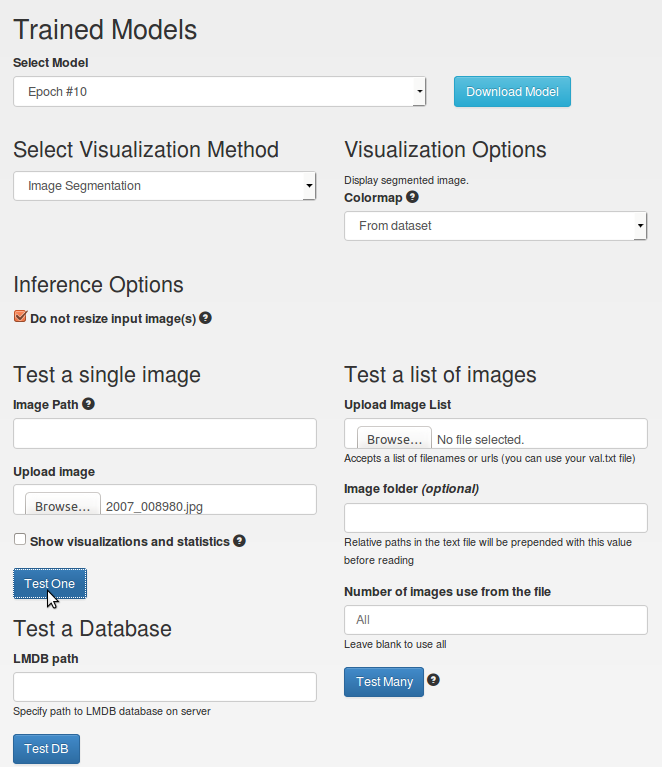 Trained Models
Select Model
Epoch #10
Download Model
Select Visualization Method
Image Segmentation
Visualization Options
Display segmented image.
Colormap
From dataset
Inference Options
Do not resize input image(s)
Test a single image
Image Path
Upload image
Browse... 2007_008980.jpg
Show visualizations and statistics
Test One
Test a Database
LMDB path
Specify path to LMDB database on server
Test DB
Test a list of images
Upload Image List
Browse... No file selected.
Accepts a list of filenames or urls (you can use your val.txt file)
Image folder (optional)
Relative paths in the text file will be prepended with this value
before reading
Number of images use from the file
All
Leave blank to use all
Test Many